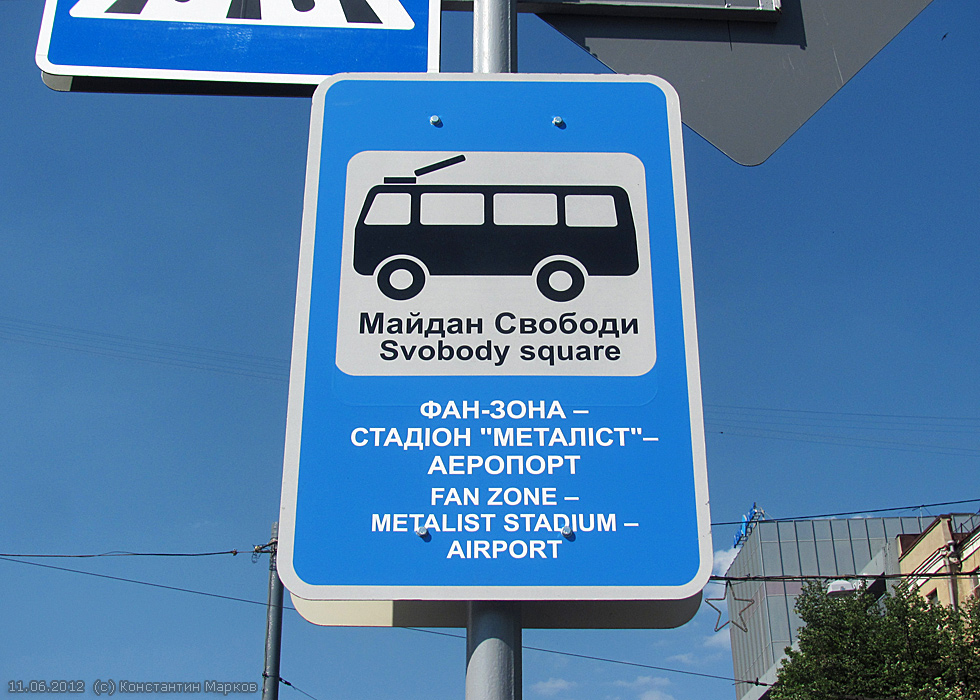 Майдан Свободи
Svobody square
ФАН-ЗОНА –
СТАДІОН "МЕТАЛІСТ"–
АЕРОПОРТ
FAN ZONE –
METALIST STADIUM –
AIRPORT
11.06.2012 (c) Константин Марков